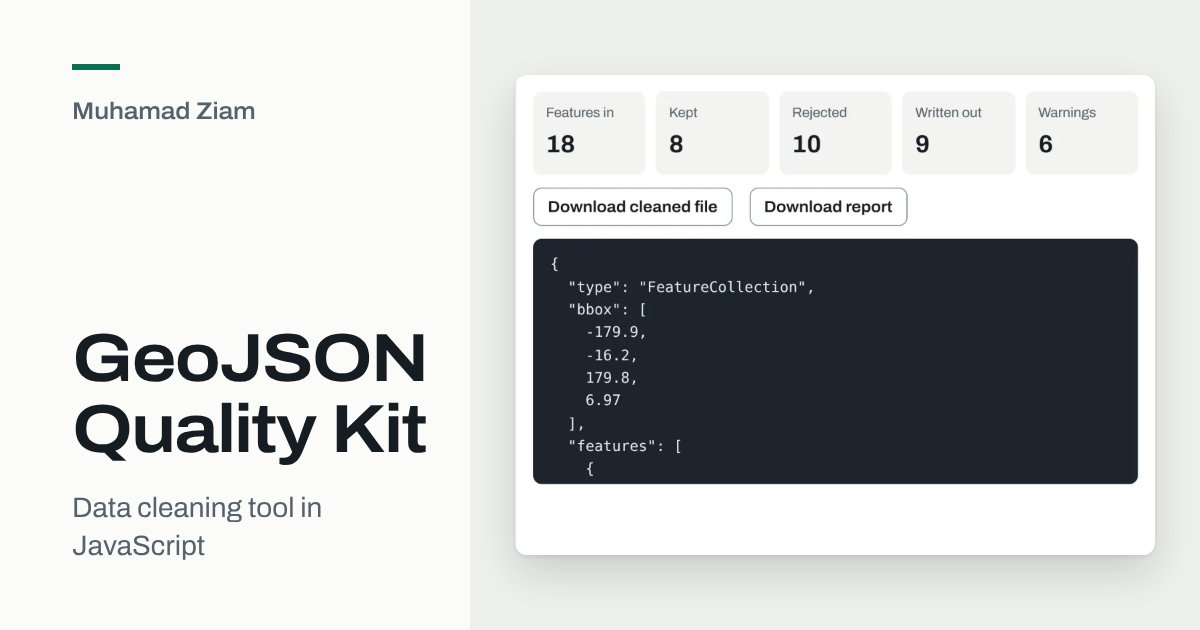 Muhamad Ziam
GeoJSON
Quality Kit
Data cleaning tool in
JavaScript
Features in
18
Kept
8
Rejected
10
Written out
9
Warnings
6
Download cleaned file
Download report
{
  "type": "FeatureCollection",
  "bbox": [
    -179.9,
    -16.2,
    179.8,
    6.97
  ],
  "features": [
    {